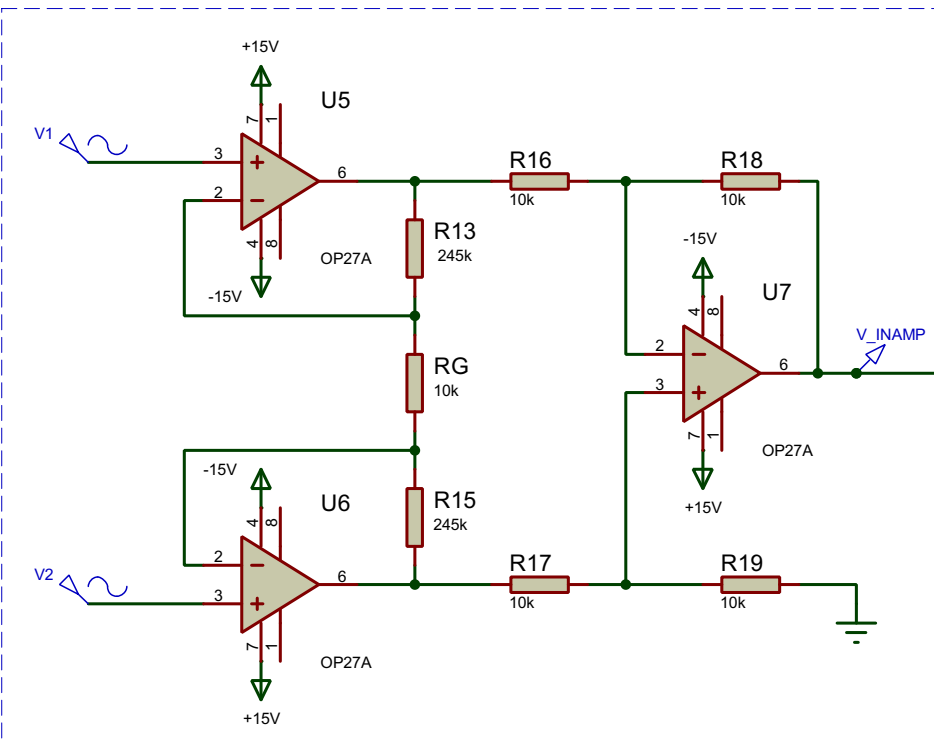 +15V
U5
7
1
V1
3
+
6
2
−
4
8
OP27A
-15V
R16
10k
R18
10k
R13
245k
-15V
4
8
U7
2
−
3
+
6
V_INAMP
7
1
OP27A
+15V
RG
10k
-15V
U6
4
8
R15
245k
V2
2
−
6
3
+
7
1
OP27A
+15V
R17
10k
R19
10k